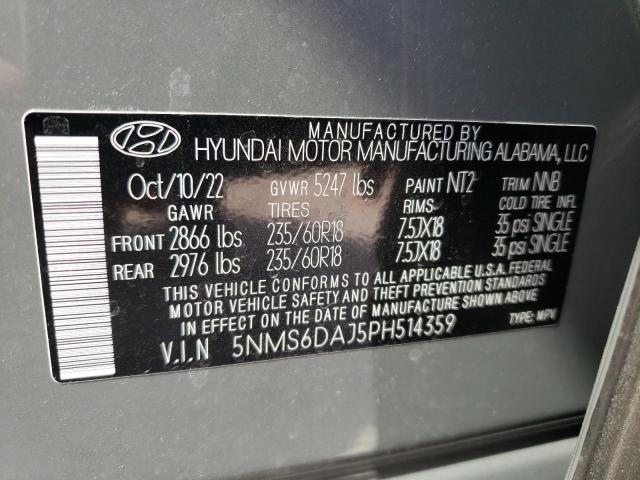 MANUFACTURED BY
HYUNDAI MOTOR MANUFACTURING ALABAMA, LLC
Oct/10/22 GVWR 5247 lbs PAINT NT2 TRIM NNB
GAWR TIRES RIMS COLD TIRE INFL
FRONT 2866 lbs 235/60R18 7.5JX18 35 psi SINGLE
REAR 2976 lbs 235/60R18 7.5JX18 35 psi SINGLE
THIS VEHICLE CONFORMS TO ALL APPLICABLE U.S.A. FEDERAL
MOTOR VEHICLE SAFETY AND THEFT PREVENTION STANDARDS
IN EFFECT ON THE DATE OF MANUFACTURE SHOWN ABOVE.
V.I.N 5NMS6DAJ5PH514359 TYPE: MPV